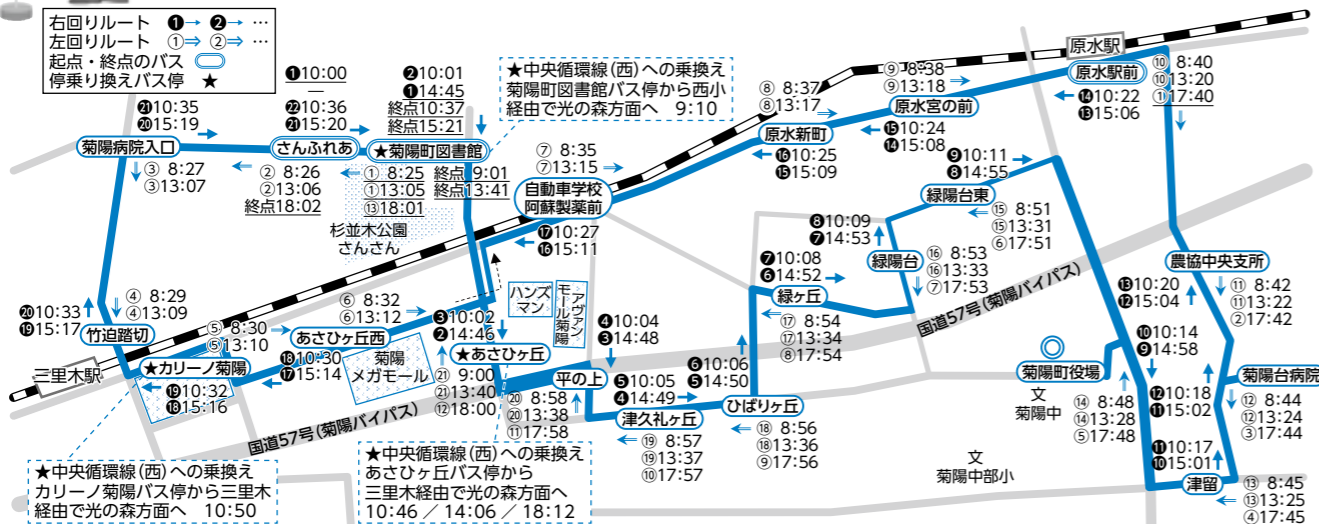 右回りルート ❶→ ❷→ …
左回りルート ①⇒ ②⇒ …
起点・終点のバス
停乗り換えバス停 ★
❶10:00
―
❷10:01
❶14:45
終点10:37
終点15:21
★中央循環線(西)への乗換え
菊陽町図書館バス停から西小
経由で光の森方面へ 9:10
㉑10:35
⓴15:19
菊陽病院入口
③ 8:27
③13:07
㉒10:36
㉑15:20
さんふれあ
② 8:26
②13:06
終点18:02
★菊陽町図書館
① 8:25
①13:05
⑬18:01
終点 9:01
終点13:41
杉並木公園
さんさん
⑦ 8:35
⑦13:15
自動車学校
阿蘇製薬前
⓱10:27
⓰15:11
⑧ 8:37
⑧13:17
原水新町
⓰10:25
⓯15:09
⑨ 8:38
⑨13:18
原水宮の前
⓯10:24
⓮15:08
原水駅
原水駅前
⓮10:22
⓭15:06
⑩ 8:40
⑩13:20
①17:40
❾10:11
❽14:55
緑陽台東
⑮ 8:51
⑮13:31
⑥17:51
❽10:09
❼14:53
緑陽台
⑯ 8:53
⑯13:33
⑦17:53
❼10:08
❻14:52
緑ヶ丘
⑰ 8:54
⑰13:34
⑧17:54
国道57号(菊陽バイパス)
農協中央支所
⑪ 8:42
⑪13:22
②17:42
⓭10:20
⓬15:04
❿10:14
❾14:58
菊陽町役場
⑭ 8:48
⑭13:28
⑤17:48
文
菊陽中
⓬10:18
⓫15:02
菊陽台病院
⑫ 8:44
⑫13:24
③17:44
⓫10:17
❿15:01
津留
⑬ 8:45
⑬13:25
④17:45
文
菊陽中部小
⓴10:33
⓳15:17
竹迫踏切
④ 8:29
④13:09
三里木駅
★カリーノ菊陽
⑤ 8:30
⑤13:10
⓳10:32
⓲15:16
あさひヶ丘西
⑥ 8:32
⑥13:12
⓲10:30
⓱15:14
菊陽
メガモール
❸10:02
❷14:46
★あさひヶ丘
㉑ 9:00
㉑13:40
⑫18:00
ハンズ
マン
アヴァン
モール菊陽
❹10:04
❸14:48
平の上
⑳ 8:58
⑳13:38
⑪17:58
❺10:05
❹14:49
津久礼ヶ丘
⑲ 8:57
⑲13:37
⑩17:57
❻10:06
❺14:50
ひばりヶ丘
⑱ 8:56
⑱13:36
⑨17:56
国道57号(菊陽バイパス)
★中央循環線(西)への乗換え
カリーノ菊陽バス停から三里木
経由で光の森方面へ 10:50
★中央循環線(西)への乗換え
あさひヶ丘バス停から
三里木経由で光の森方面へ
10:46 / 14:06 / 18:12